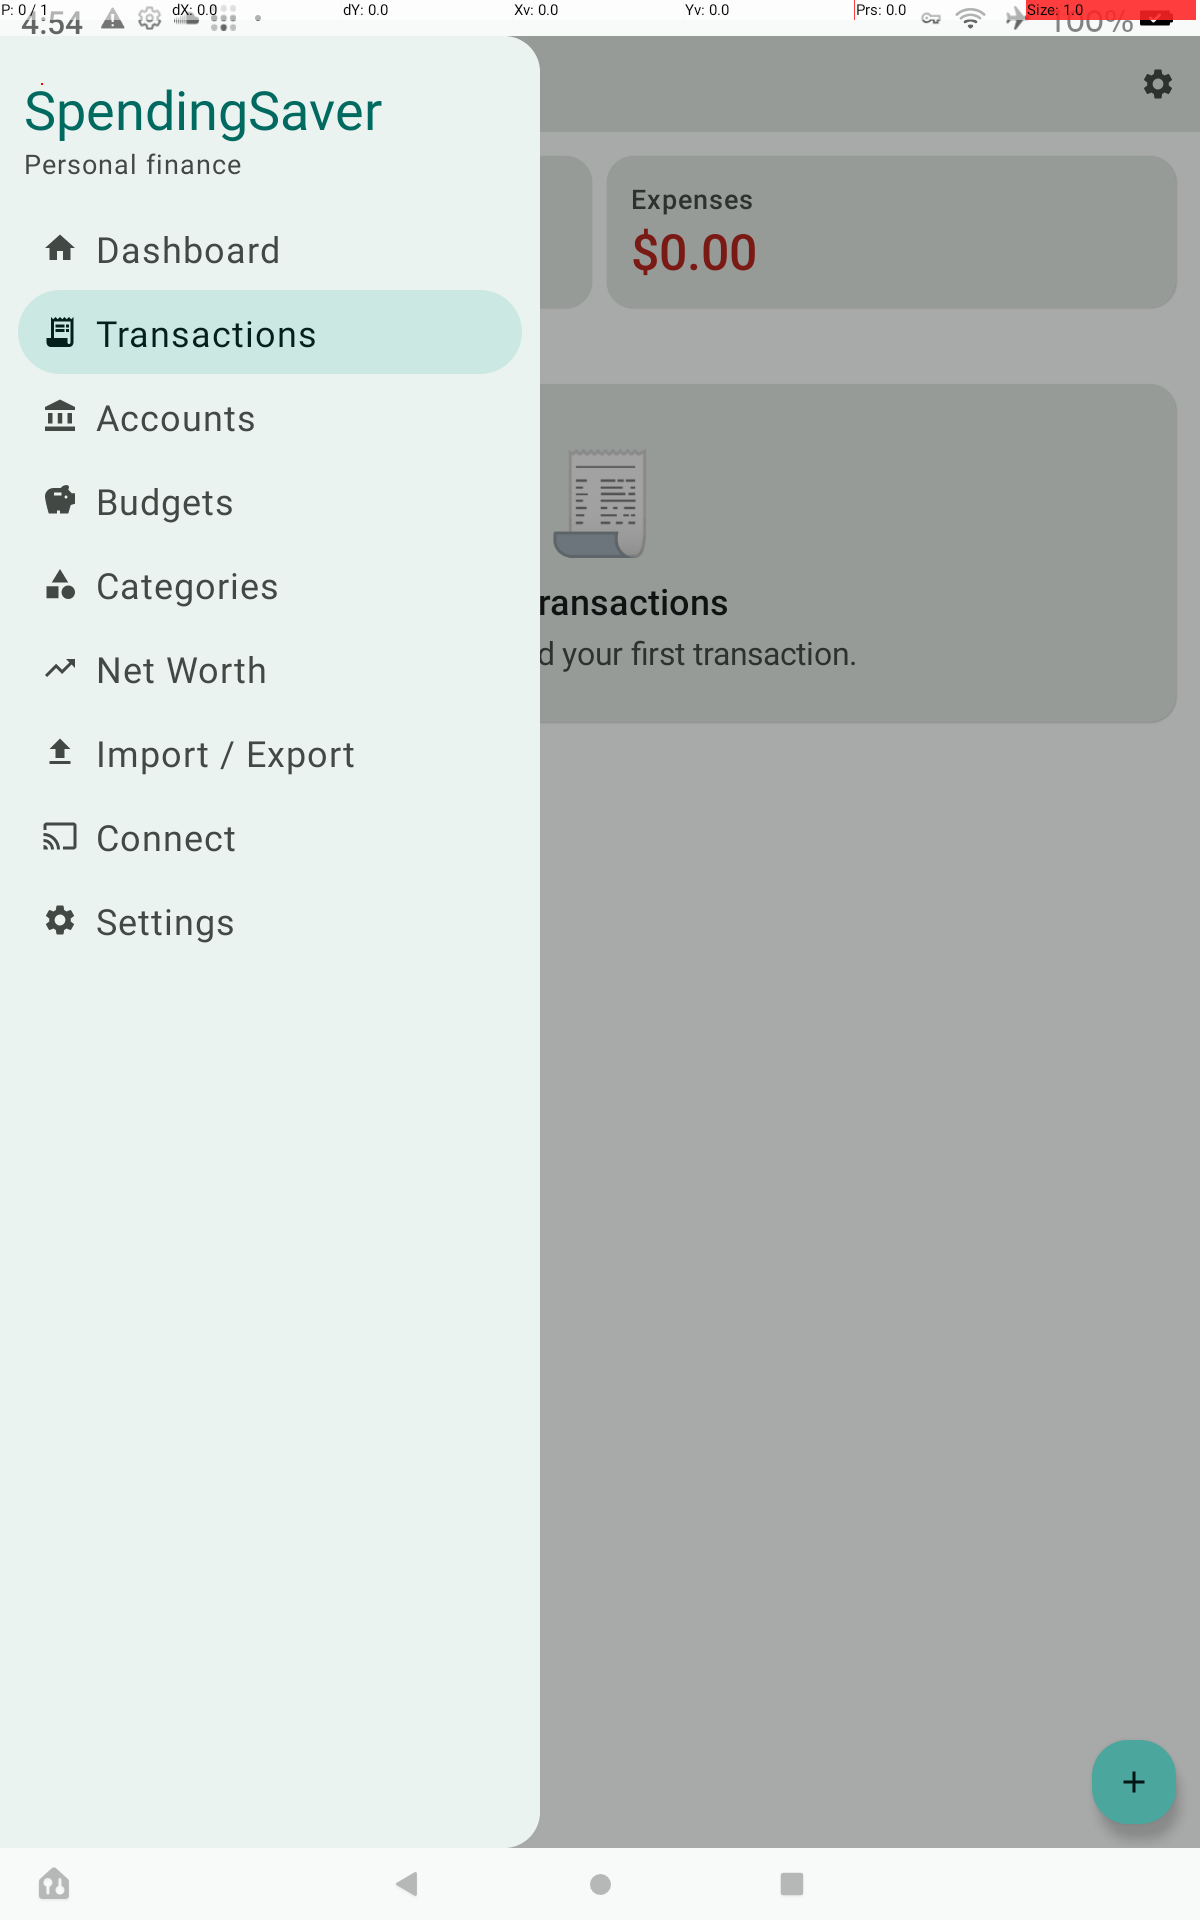 P: 0 / 1 dX: 0.0 dY: 0.0 Xv: 0.0 Yv: 0.0 Prs: 0.0 Size: 1.0
4:54 100%
SpendingSaver
Personal finance
Dashboard
Transactions
Accounts
Budgets
Categories
Net Worth
Import / Export
Connect
Settings
Expenses
$0.00
ransactions
d your first transaction.